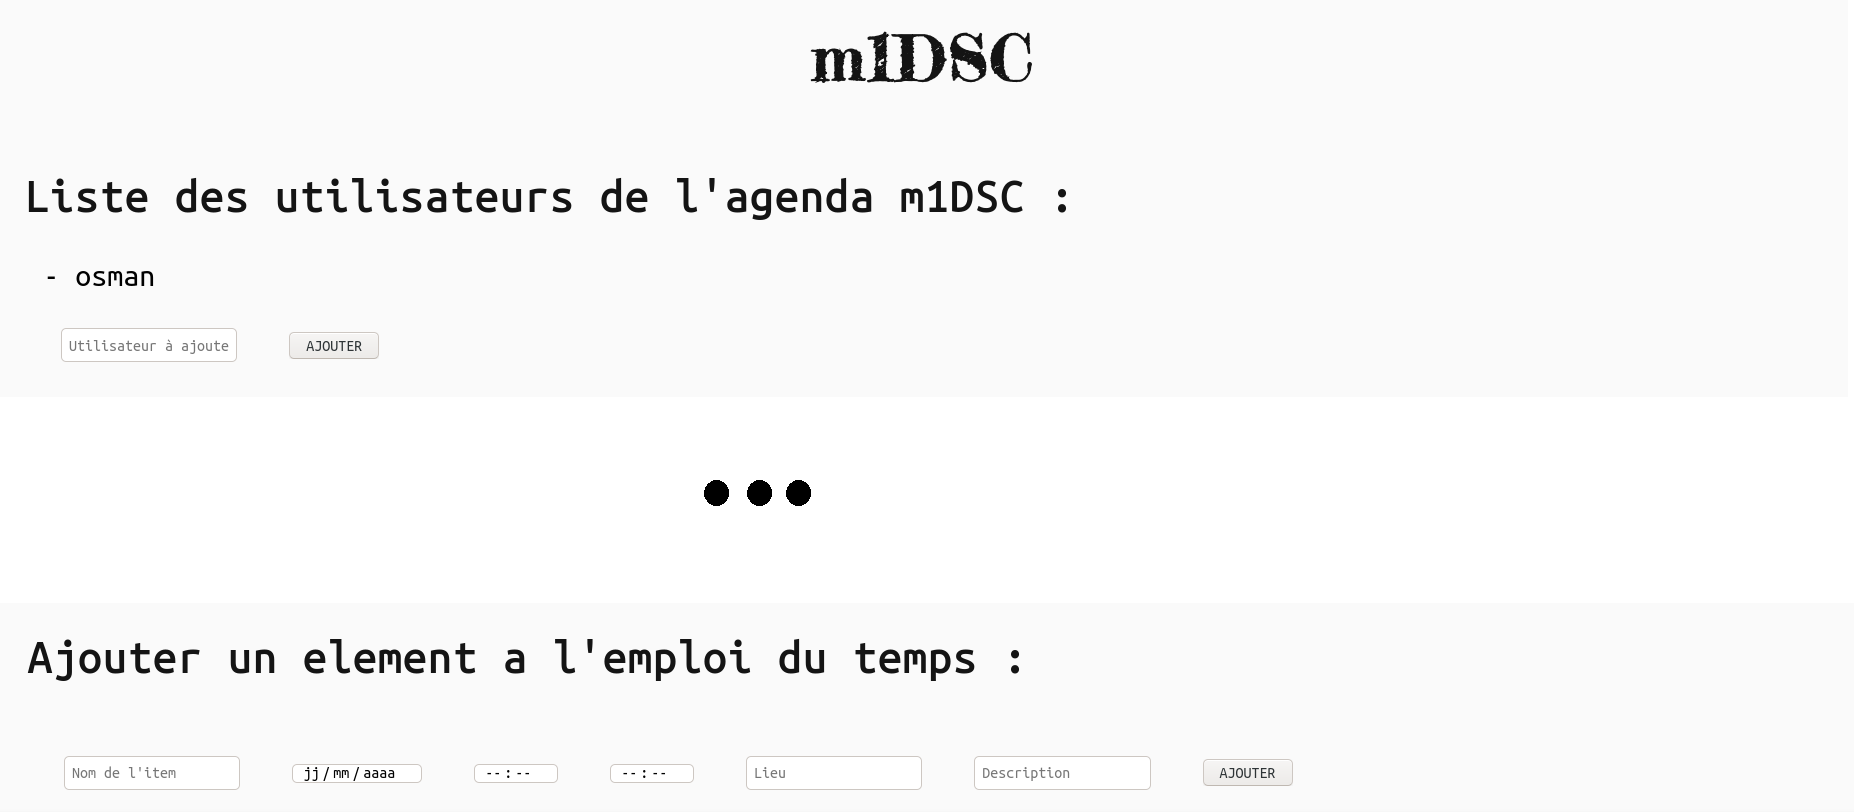 m1DSC
Liste des utilisateurs de l'agenda m1DSC :
- osman
Utilisateur à ajoute AJOUTER
Ajouter un element a l'emploi du temps :
Nom de l'item jj/mm/aaaa --:-- --:-- Lieu Description AJOUTER